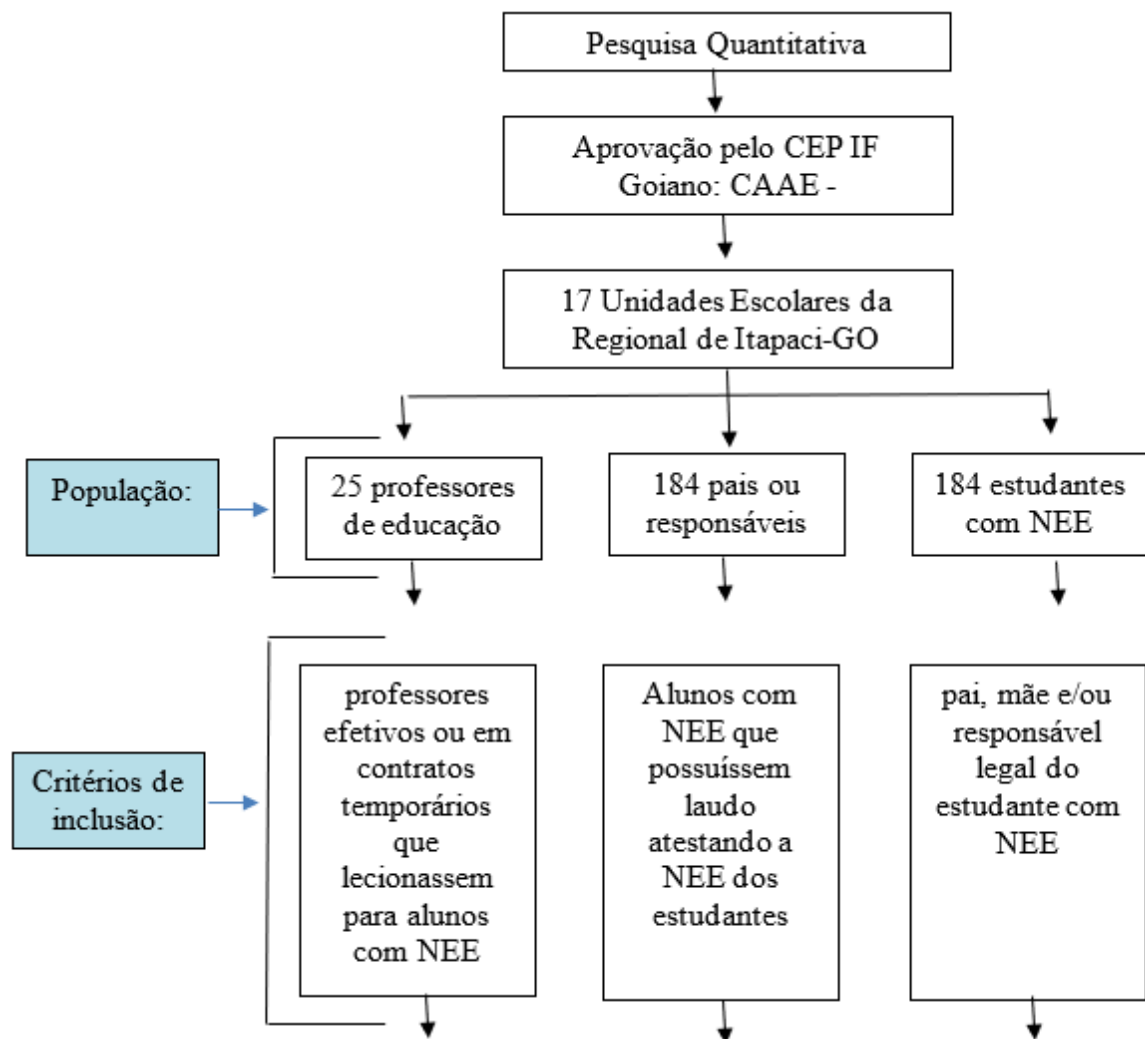 Pesquisa Quantitativa
Aprovação pelo CEP IF
Goiano: CAAE -
17 Unidades Escolares da
Regional de Itapaci-GO
População:
25 professores
de educação
184 pais ou
responsáveis
184 estudantes
com NEE
Critérios de
inclusão:
professores
efetivos ou em
contratos
temporários
que
lecionassem
para alunos
com NEE
Alunos com
NEE que
possuíssem
laudo
atestando a
NEE dos
estudantes
pai, mãe e/ou
responsável
legal do
estudante com
NEE